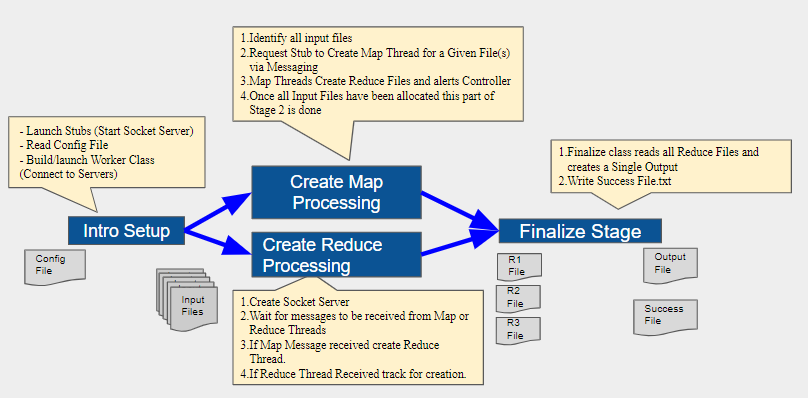 1.Identify all input files
2.Request Stub to Create Map Thread for a Given File(s)
via Messaging
3.Map Threads Create Reduce Files and alerts Controller
4.Once all Input Files have been allocated this part of
Stage 2 is done
- Launch Stubs (Start Socket Server)
- Read Config File
- Build/launch Worker Class
(Connect to Servers)
1.Finalize class reads all Reduce Files and
creates a Single Output
2.Write Success File.txt
Create Map
Processing
Intro Setup
Finalize Stage
Create Reduce
Processing
Config
File
Input
Files
R1
File
R2
File
R3
File
Output
File
Success
File
1.Create Socket Server
2.Wait for messages to be received from Map or
Reduce Threads
3.If Map Message received create Reduce
Thread.
4.If Reduce Thread Received track for creation.